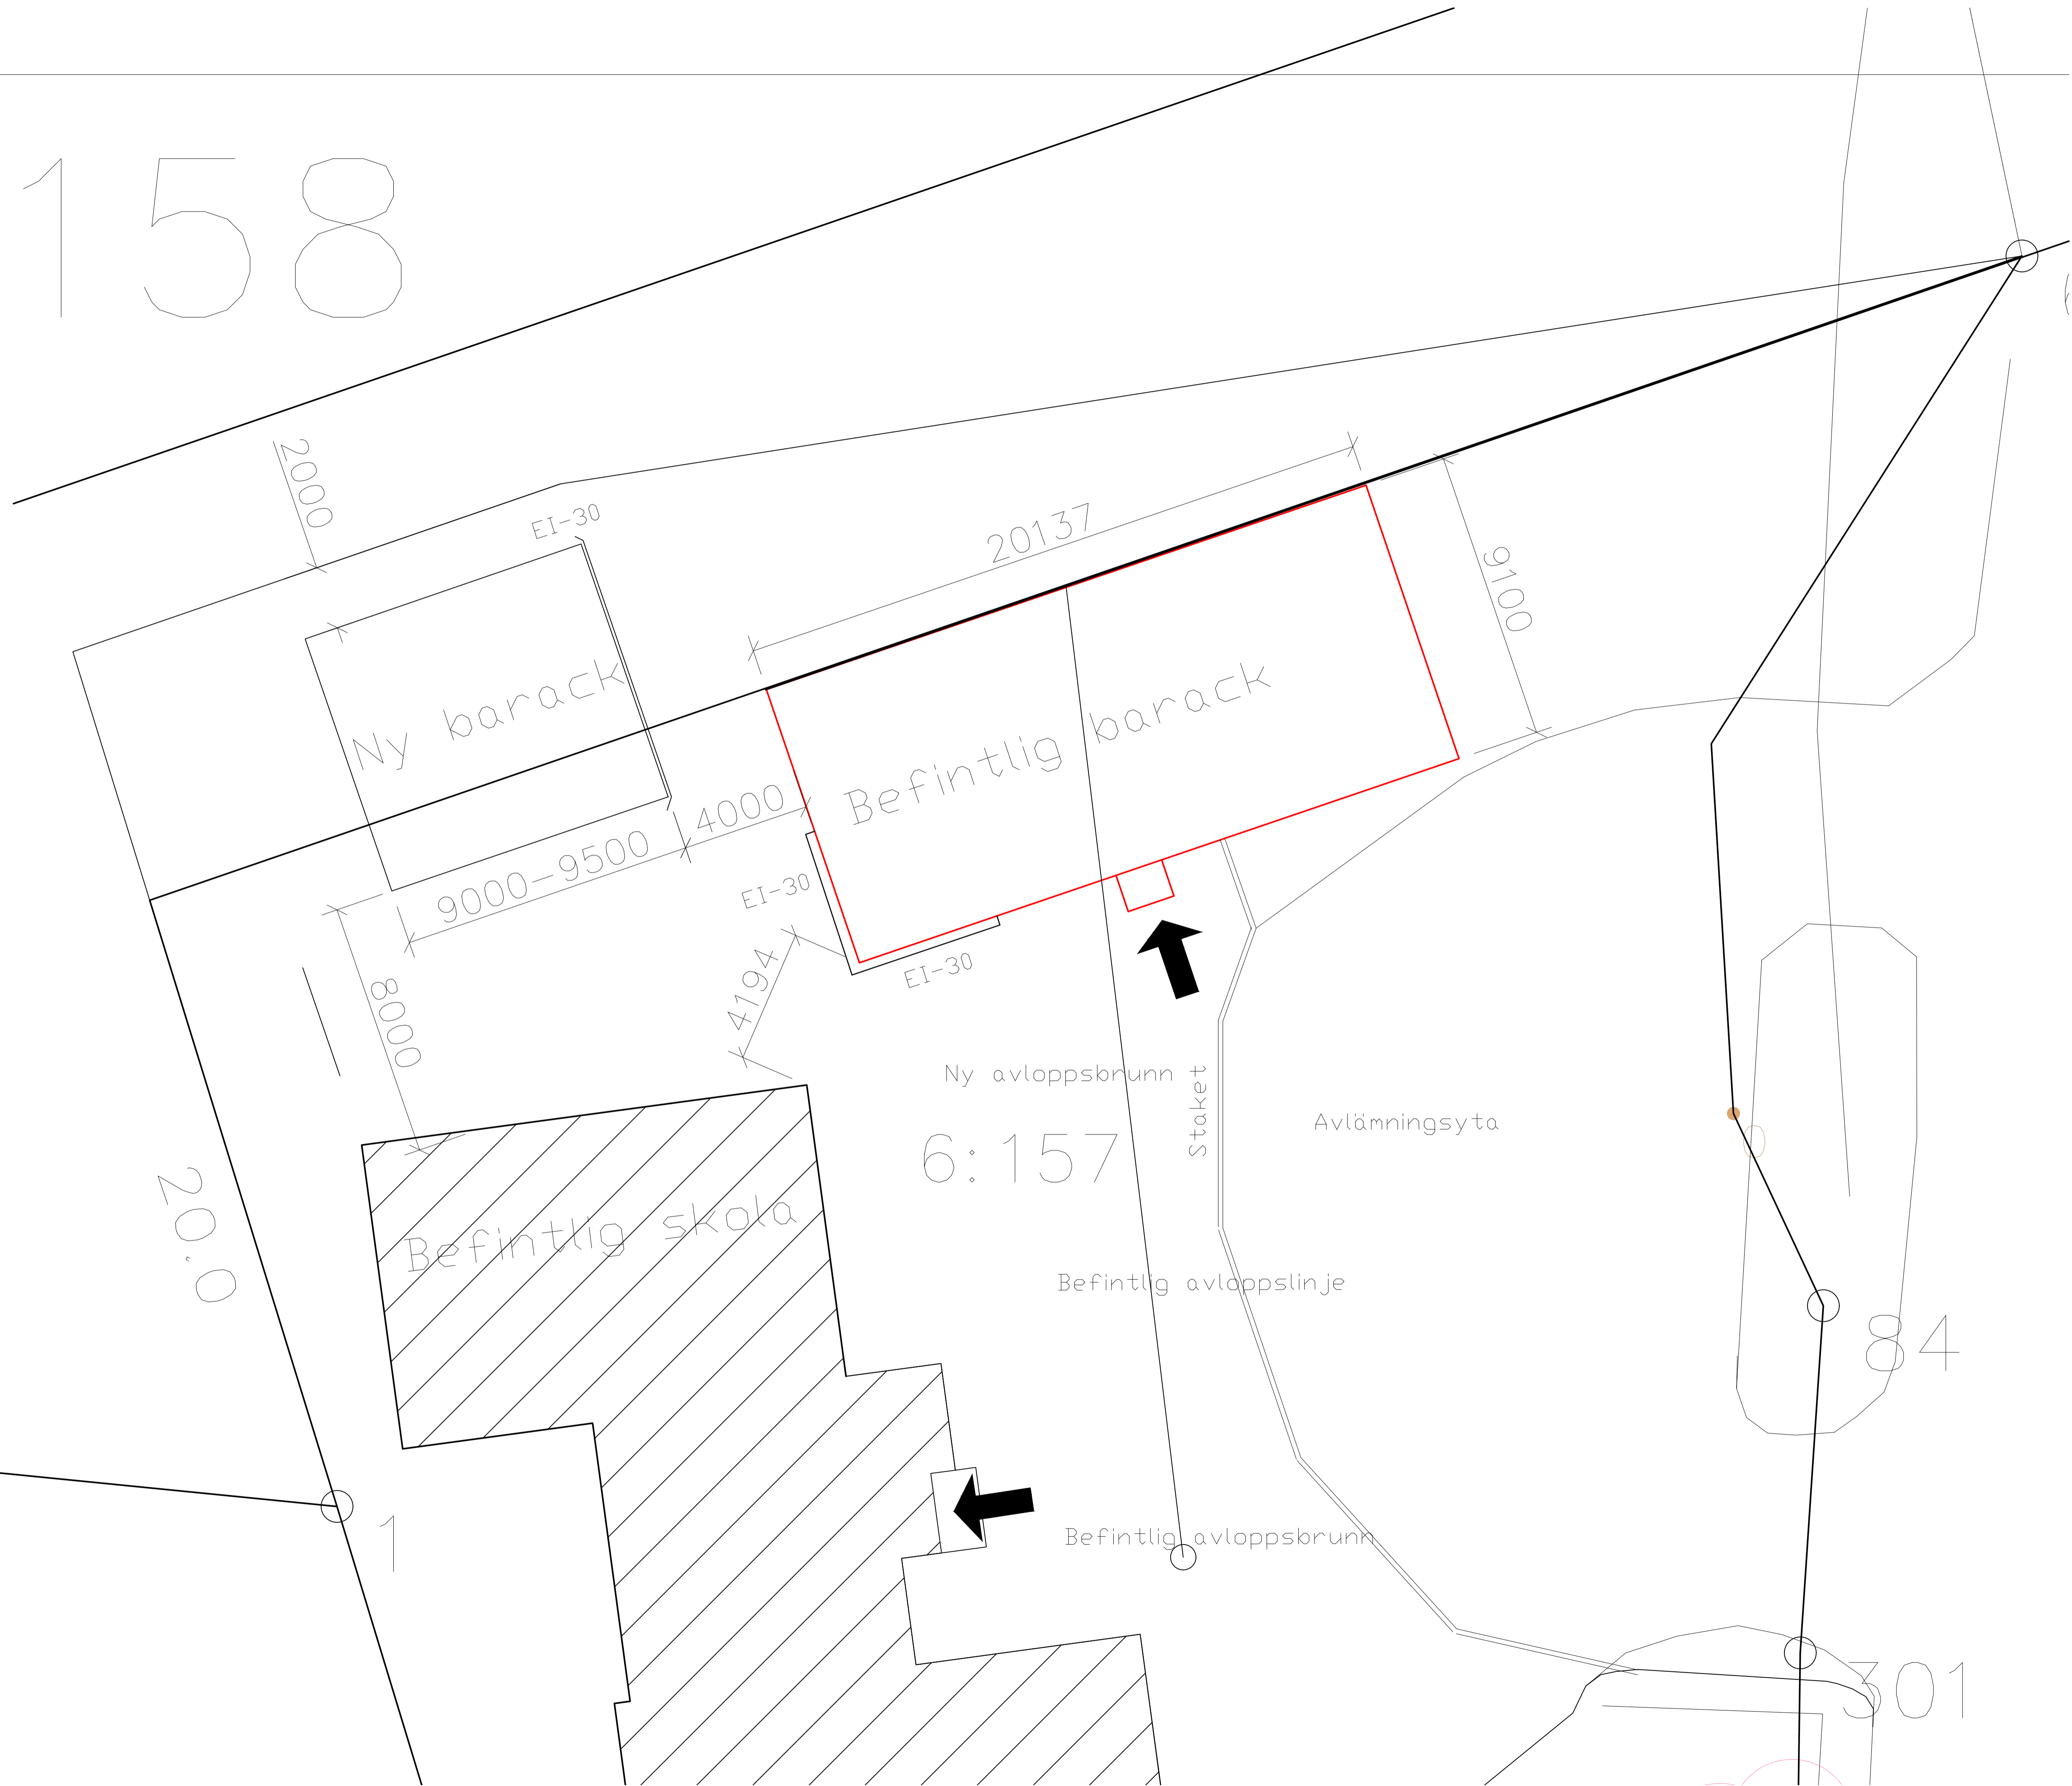 158
2000
EI-30
20137
9100
Ny barack
Befintlig barack
4000
9000-9500
EI-30
EI-30
4194
8000
Ny avloppsbrunn
Staket
Avlämningsyta
6:157
0
20.0
Befintlig skola
Befintlig avloppslinje
84
Befintlig avloppsbrunn
1
301